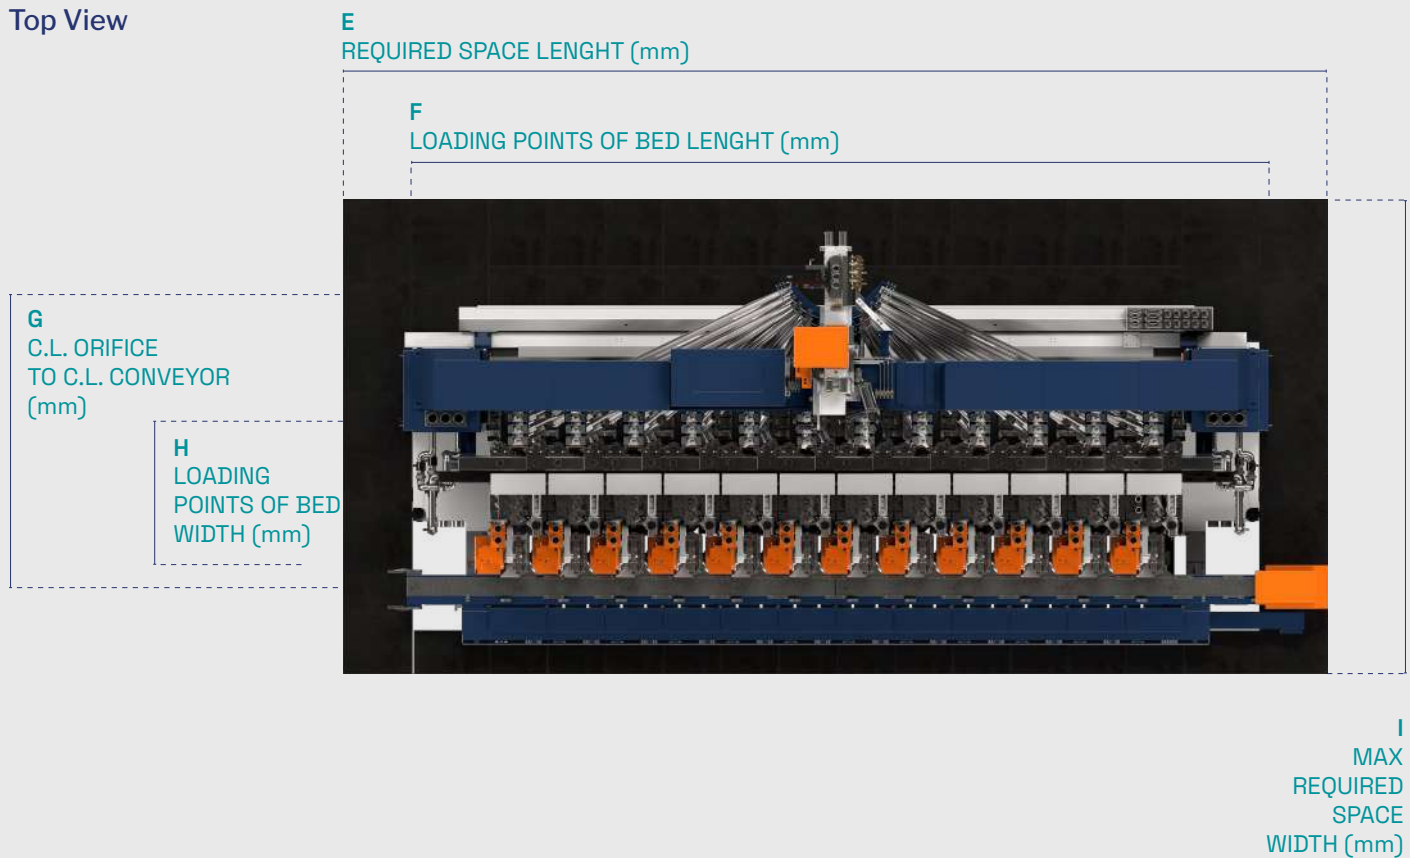 Top View
E
REQUIRED SPACE LENGHT (mm)
F
LOADING POINTS OF BED LENGHT (mm)
G
C.L. ORIFICE
TO C.L. CONVEYOR
(mm)
H
LOADING
POINTS OF BED
WIDTH (mm)
I
MAX
REQUIRED
SPACE
WIDTH (mm)